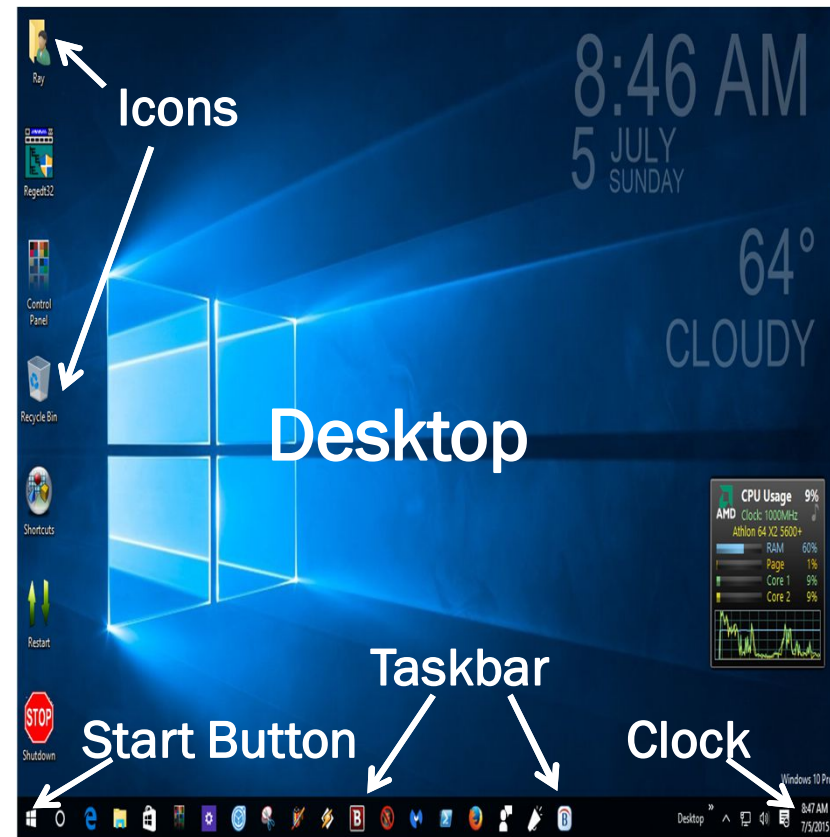 Ray
Icons
8:46 AM
5 JULY
SUNDAY
Regedt32
64°
CLOUDY
Control
Panel
Recycle Bin
Desktop
CPU Usage 9%
AMD Clock: 1000MHz
Athlon 64 X2 5600+
RAM 60%
Page 1%
Core 1 9%
Core 2 9%
Shortcuts
Restart
Taskbar
STOP
Shutdown
Start Button
Clock
Windows 10 Pr
B
B
Desktop
8:47 AM
7/5/2015